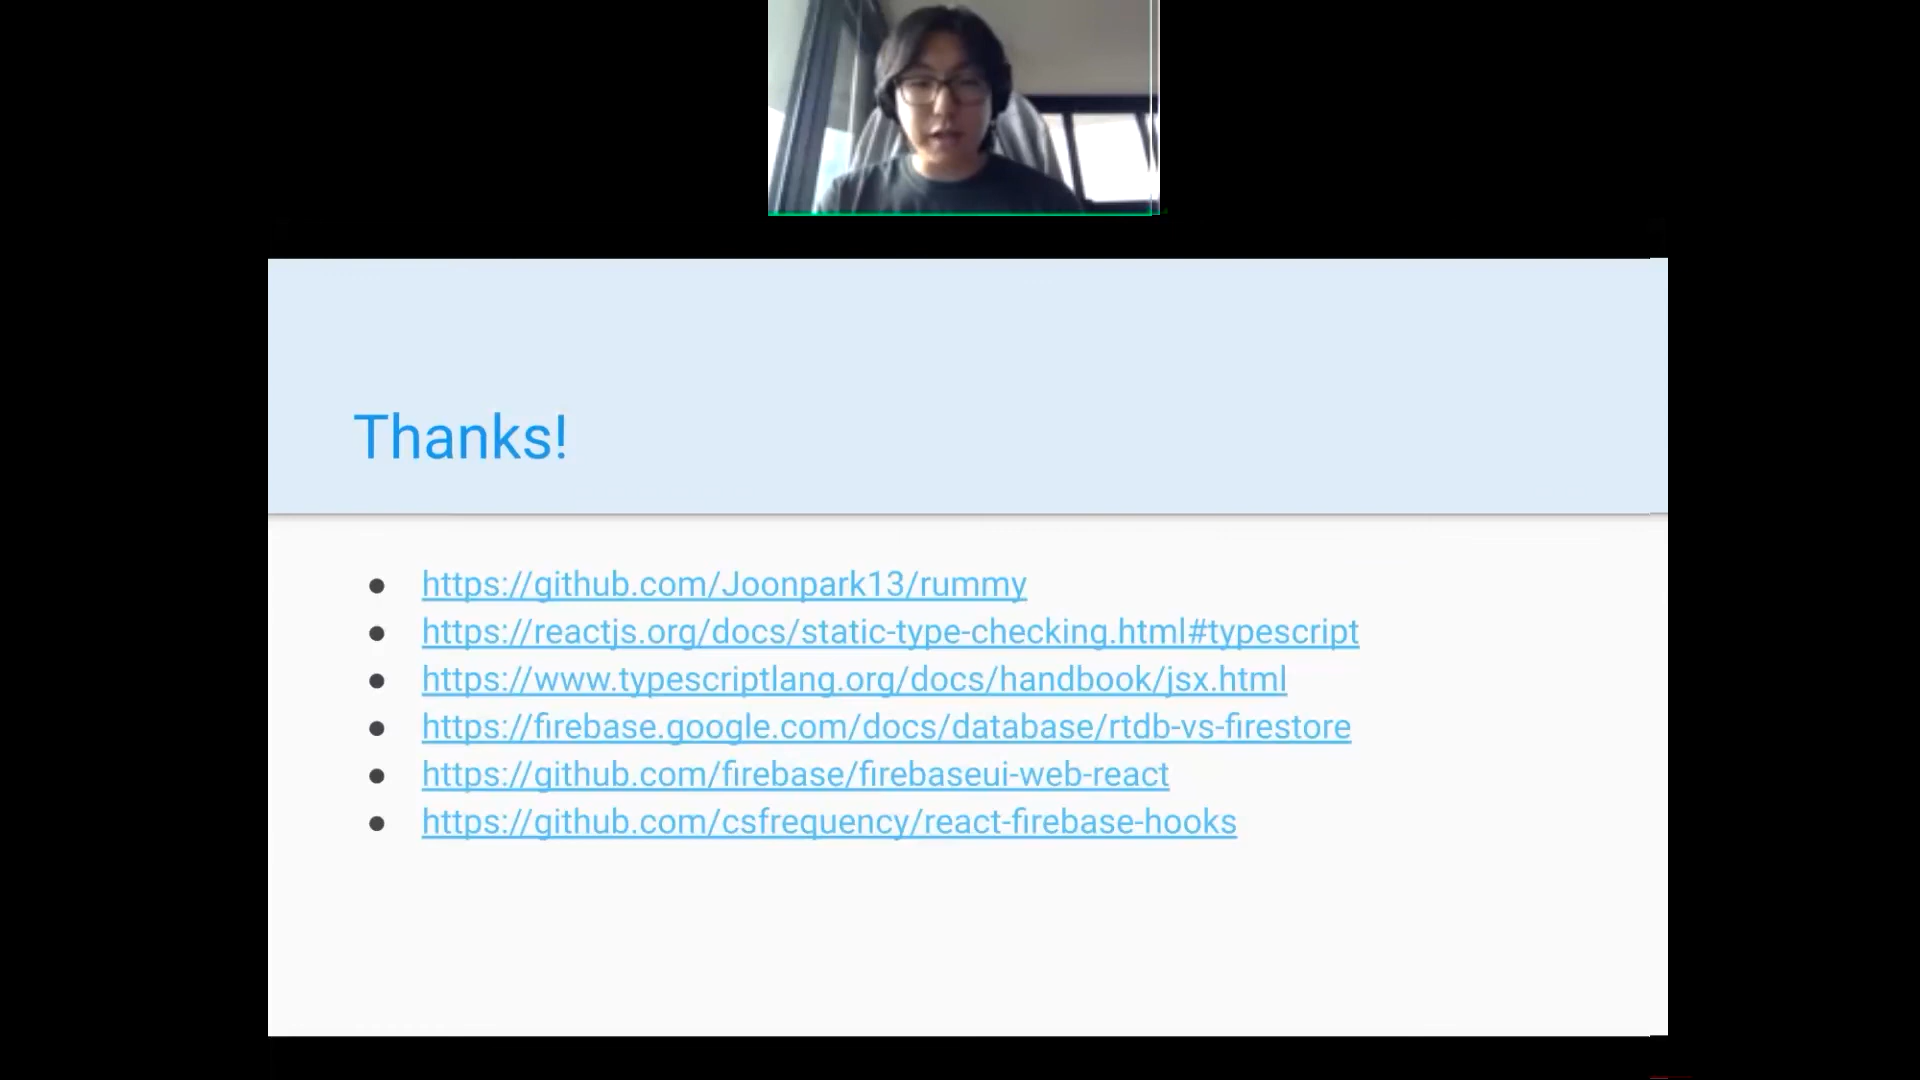 Thanks!
https://github.com/Joonpark13/rummy
https://reactjs.org/docs/static-type-checking.html#typescript
https://www.typescriptlang.org/docs/handbook/jsx.html
https://firebase.google.com/docs/database/rtdb-vs-firestore
https://github.com/firebase/firebaseui-web-react
https://github.com/csfrequency/react-firebase-hooks